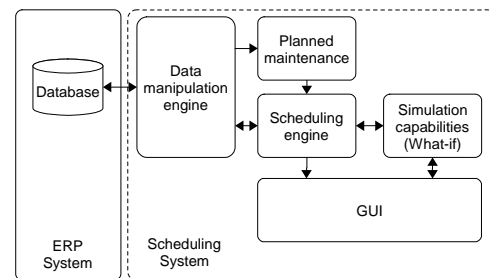 Database
ERP
System
Data
manipulation
engine
Planned
maintenance
Scheduling
engine
Simulation
capabilities
(What-if)
GUI
Scheduling
System